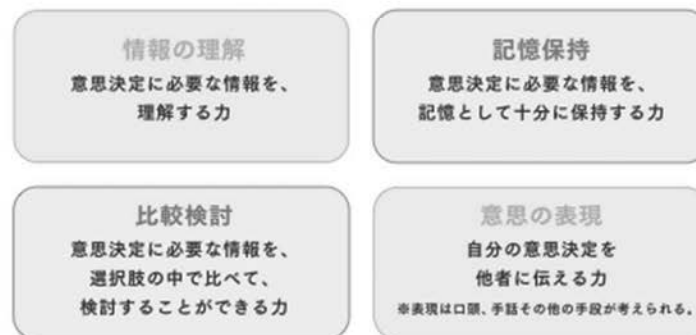 情報の理解
意思決定に必要な情報を、
理解する力
記憶保持
意思決定に必要な情報を、
記憶として十分に保持する力
比較検討
意思決定に必要な情報を、
選択肢の中で比べて、
検討することができる力
意思の表現
自分の意思決定を
他者に伝える力
※表現は口頭、手話その他の手段が考えられる。